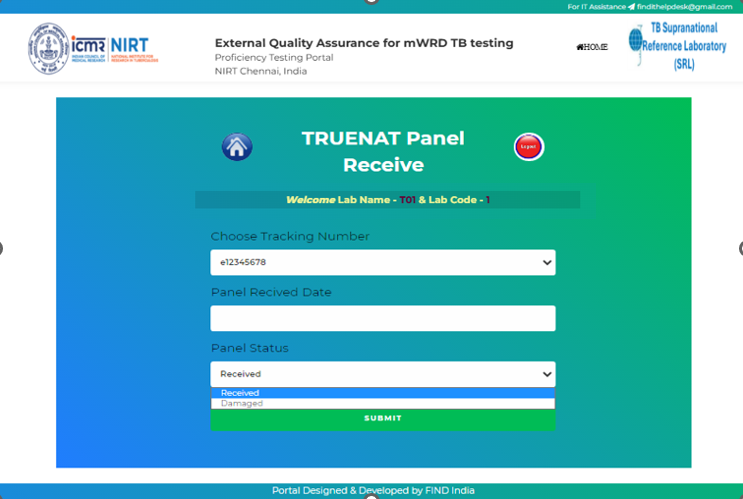 For IT Assistance findithelpdesk@gmail.com
icmr NIRT
INDIAN COUNCIL OF MEDICAL RESEARCH
NATIONAL INSTITUTE FOR RESEARCH IN TUBERCULOSIS
External Quality Assurance for mWRD TB testing
Proficiency Testing Portal
NIRT Chennai, India
HOME
TB Supranational
Reference Laboratory
(SRL)
TRUENAT Panel
Receive
Logout
Welcome Lab Name - T01 & Lab Code - 1
Choose Tracking Number
e12345678
Panel Recived Date
Panel Status
Received
Received
Damaged
SUBMIT
Portal Designed & Developed by FIND India